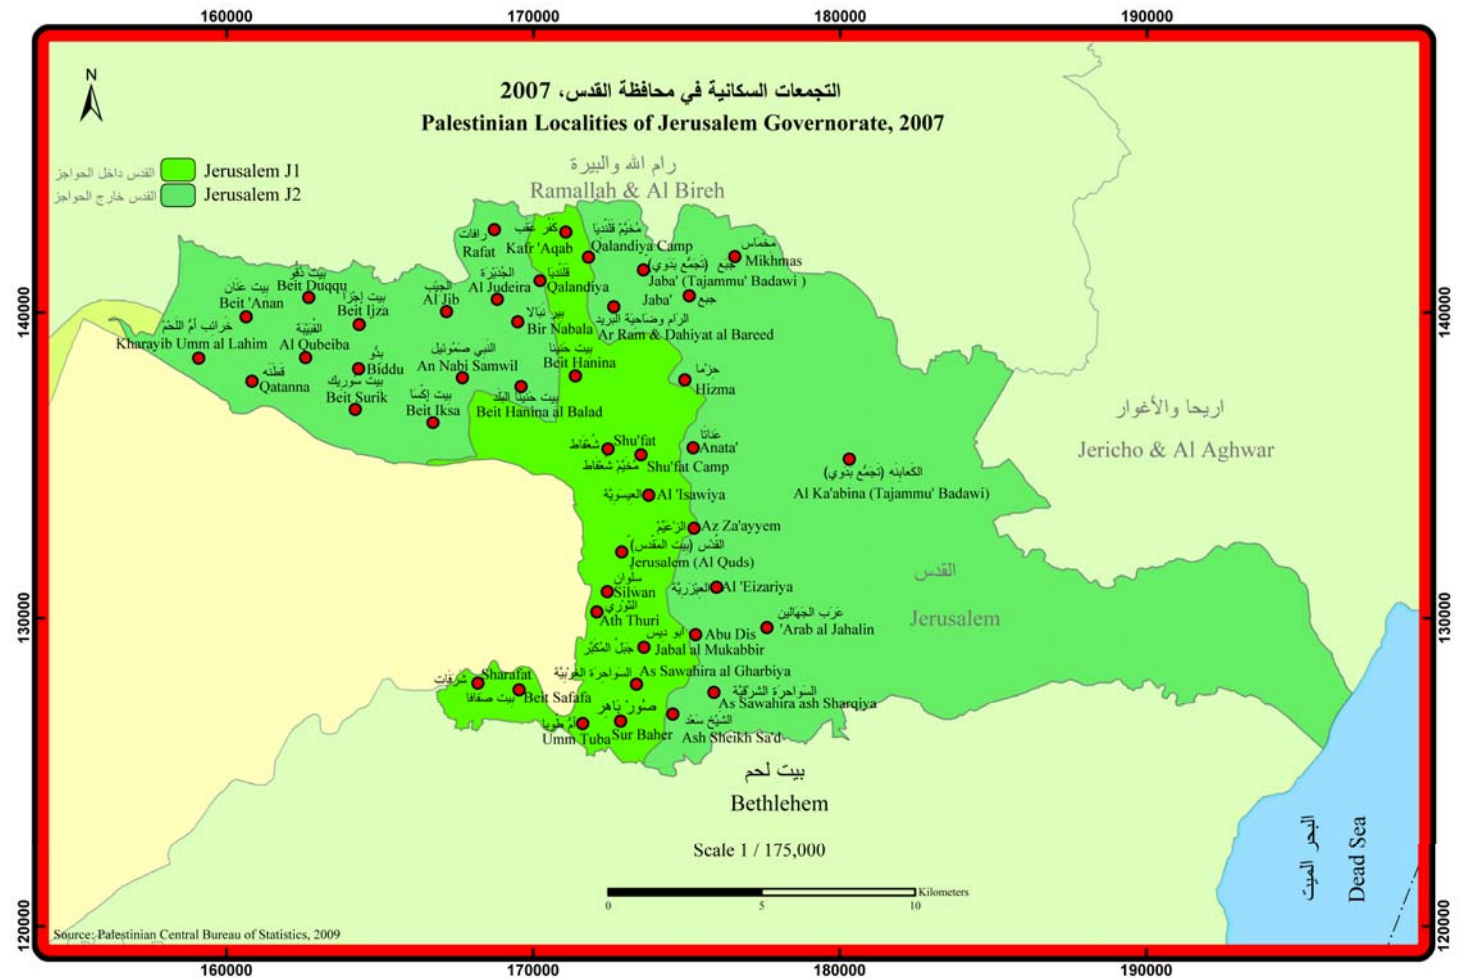 160000 170000 180000 190000
N
التجمعات السكانية في محافظة القدس، 2007
Palestinian Localities of Jerusalem Governorate, 2007
القدس داخل الحواجز Jerusalem J1
القدس خارج الحواجز Jerusalem J2
رام الله والبيرة
Ramallah & Al Bireh
رافات
Rafat
كفر عقب
Kafr 'Aqab
مخيم قلنديا
Qalandiya Camp
مخماس
Mikhmas
جبع (تجمع بدوي)
Jaba' (Tajammu' Badawi )
Jaba' جبع
قلنديا
Qalandiya
الجديرة
Al Judeira
الجيب
Al Jib
بيت دقو
Beit Duqqu
بيت عنان
Beit 'Anan
بيت إجزا
Beit Ijza
بير نبالا
Bir Nabala
الرام وضاحية البريد
Ar Ram & Dahiyat al Bareed
خرائب أم اللحم
Kharayib Umm al Lahim
القبيبة
Al Qubeiba
بدو
Biddu
النبي صموئيل
An Nabi Samwil
بيت حنينا
Beit Hanina
حزما
Hizma
قطنه
Qatanna
بيت سوريك
Beit Surik
بيت إكسا
Beit Iksa
بيت حنينا البلد
Beit Hanina al Balad
اريحا والأغوار
Jericho & Al Aghwar
شعفاط Shu'fat
مخيم شعفاط Shu'fat Camp
عناتا
Anata'
الكعابنه (تجمع بدوي)
Al Ka'abina (Tajammu' Badawi)
العيسوية Al 'Isawiya
الزعيم Az Za'ayyem
القدس (بيت المقدس)
Jerusalem (Al Quds)
القدس
Jerusalem
العيزرية Al 'Eizariya
سلوان
Silwan
الثوري
Ath Thuri
عرب الجهالين
'Arab al Jahalin
ابو ديس Abu Dis
جبل المكبر Jabal al Mukabbir
السواحرة الغربية As Sawahira al Gharbiya
السواحرة الشرقية
As Sawahira ash Sharqiya
شرفات Sharafat
بيت صفافا Beit Safafa
صور باهر
Sur Baher
أم طوبا
Umm Tuba
الشيخ سعد
Ash Sheikh Sa'd
بيت لحم
Bethlehem
Scale 1 / 175,000
Kilometers
0 5 10
البحر الميت
Dead Sea
Source: Palestinian Central Bureau of Statistics, 2009
140000 130000 120000
140000 130000 120000
160000 170000 180000 190000